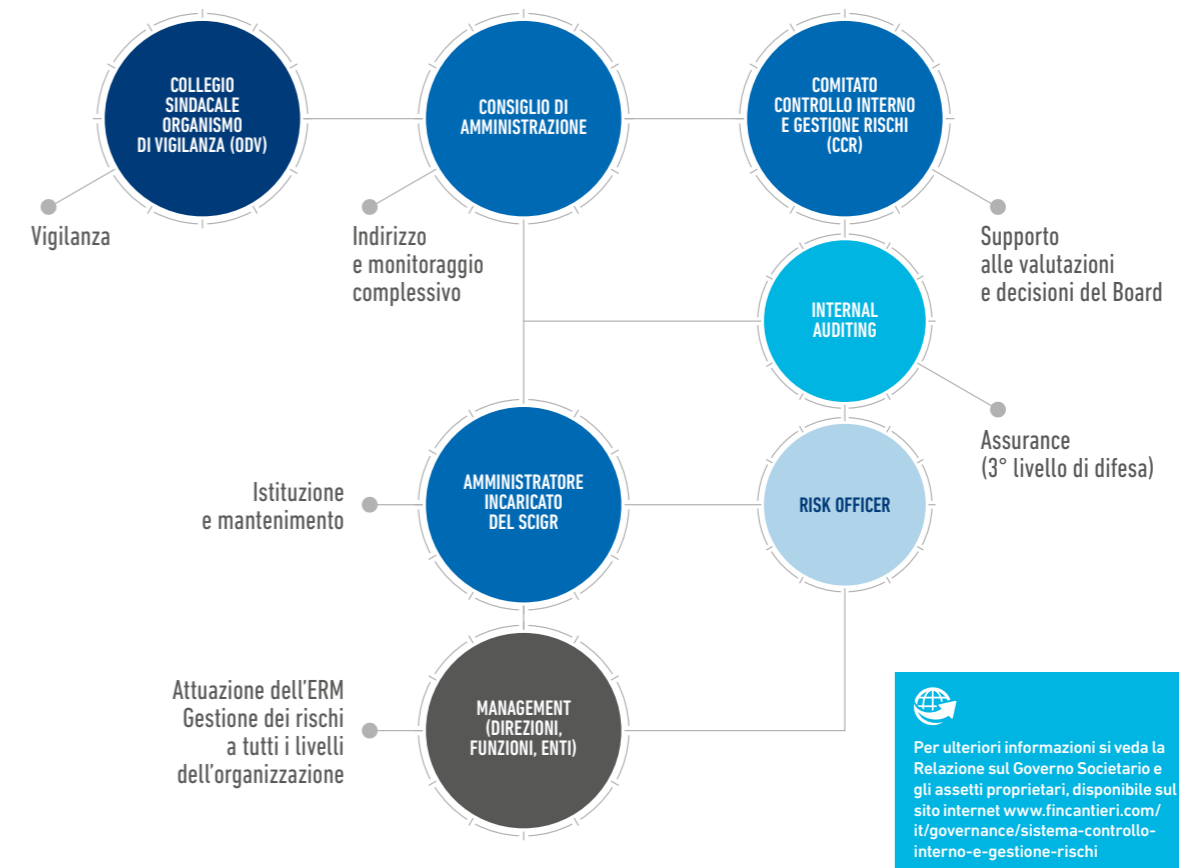 COLLEGIO
SINDACALE
ORGANISMO
DI VIGILANZA (ODV)
CONSIGLIO DI
AMMINISTRAZIONE
COMITATO
CONTROLLO INTERNO
E GESTIONE RISCHI
(CCR)
Vigilanza
Indirizzo
e monitoraggio
complessivo
Supporto
alle valutazioni
e decisioni del Board
INTERNAL
AUDITING
Assurance
(3° livello di difesa)
Istituzione
e mantenimento
AMMINISTRATORE
INCARICATO
DEL SCIGR
RISK OFFICER
Attuazione dell'ERM
Gestione dei rischi
a tutti i livelli
dell'organizzazione
MANAGEMENT
(DIREZIONI,
FUNZIONI, ENTI)
Per ulteriori informazioni si veda la
Relazione sul Governo Societario e
gli assetti proprietari, disponibile sul
sito internet www.fincantieri.com/
it/governance/sistema-controllo-
interno-e-gestione-rischi